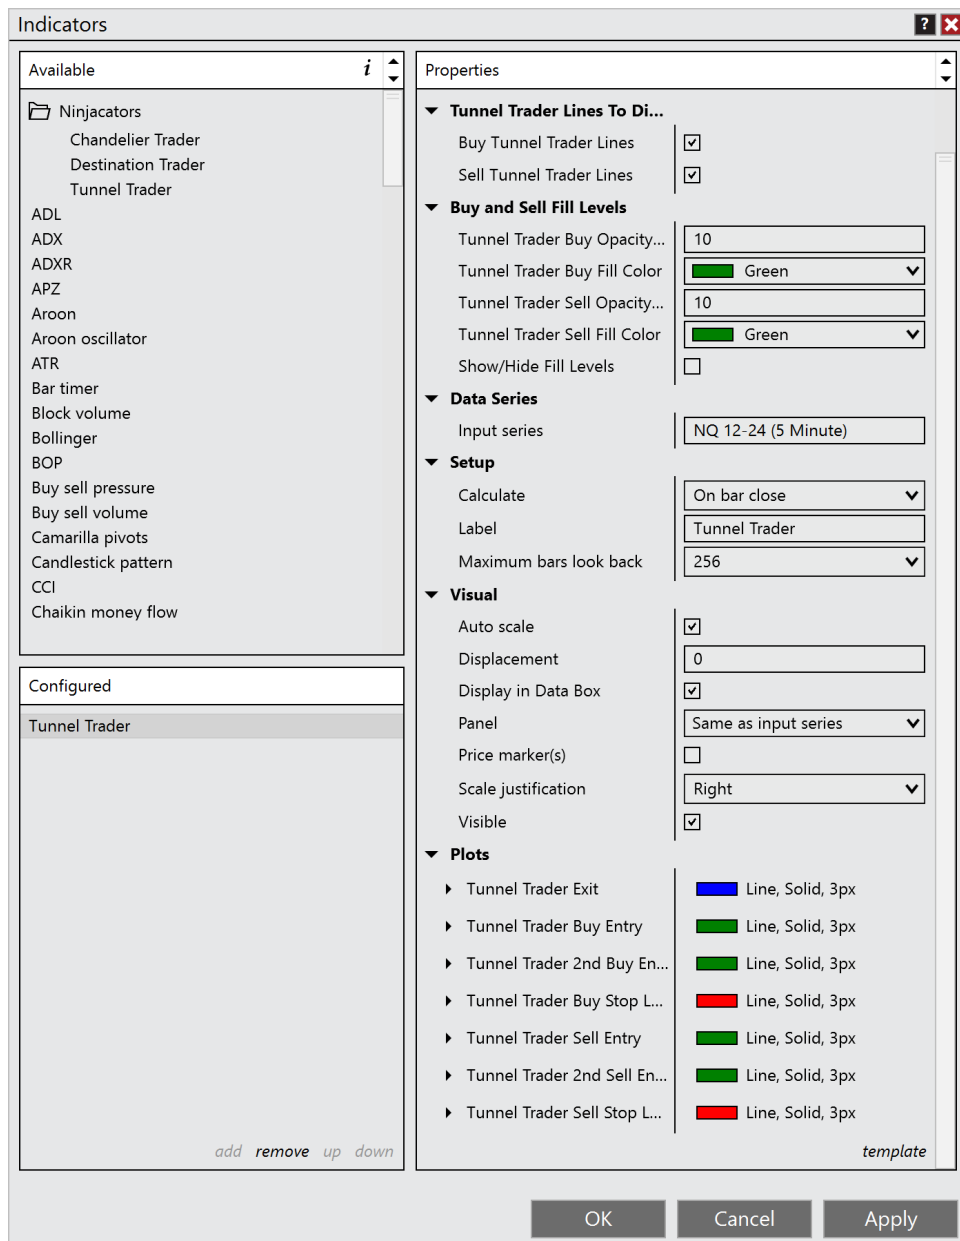 Indicators
?
Available
i
Ninjacators
Chandelier Trader
Destination Trader
Tunnel Trader
ADL
ADX
ADXR
APZ
Aroon
Aroon oscillator
ATR
Bar timer
Block volume
Bollinger
BOP
Buy sell pressure
Buy sell volume
Camarilla pivots
Candlestick pattern
CCI
Chaikin money flow
Configured
Tunnel Trader
add remove up down
Properties
Tunnel Trader Lines To Di...
Buy Tunnel Trader Lines
Sell Tunnel Trader Lines
Buy and Sell Fill Levels
Tunnel Trader Buy Opacity... 10
Tunnel Trader Buy Fill Color Green
Tunnel Trader Sell Opacity... 10
Tunnel Trader Sell Fill Color Green
Show/Hide Fill Levels
Data Series
Input series NQ 12-24 (5 Minute)
Setup
Calculate On bar close
Label Tunnel Trader
Maximum bars look back 256
Visual
Auto scale
Displacement 0
Display in Data Box
Panel Same as input series
Price marker(s)
Scale justification Right
Visible
Plots
Tunnel Trader Exit Line, Solid, 3px
Tunnel Trader Buy Entry Line, Solid, 3px
Tunnel Trader 2nd Buy En... Line, Solid, 3px
Tunnel Trader Buy Stop L... Line, Solid, 3px
Tunnel Trader Sell Entry Line, Solid, 3px
Tunnel Trader 2nd Sell En... Line, Solid, 3px
Tunnel Trader Sell Stop L... Line, Solid, 3px
template
OK Cancel Apply